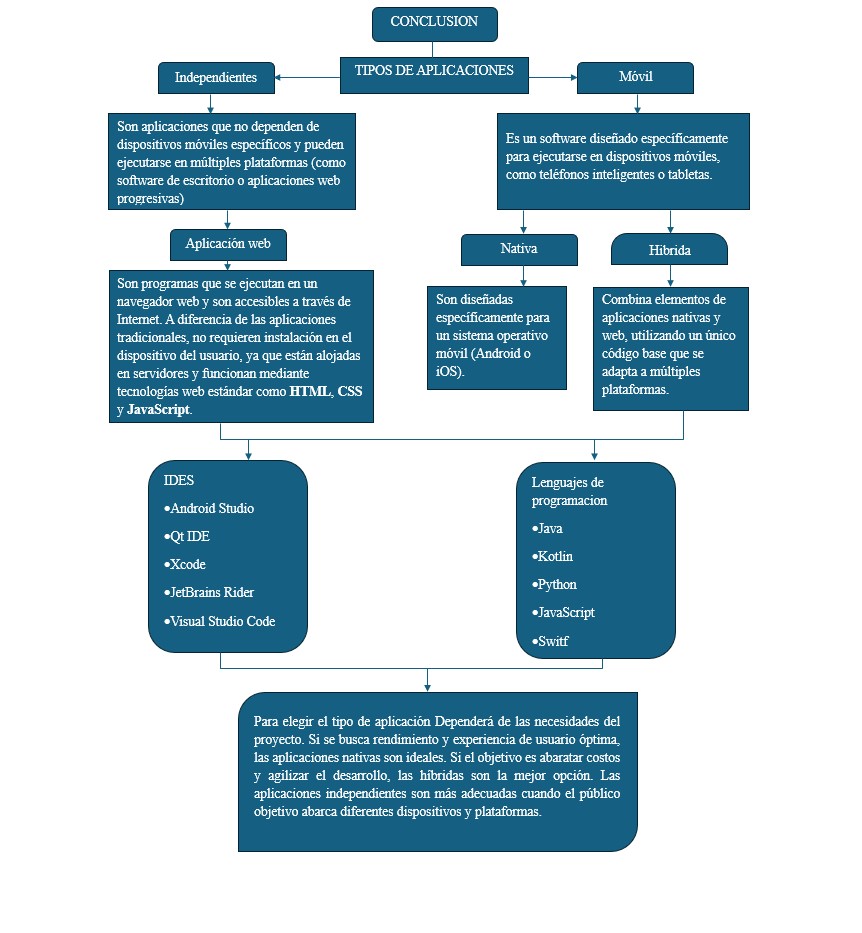 CONCLUSION
TIPOS DE APLICACIONES
Independientes
Móvil
Son aplicaciones que no dependen de
dispositivos móviles específicos y pueden
ejecutarse en múltiples plataformas (como
software de escritorio o aplicaciones web
progresivas)
Es un software diseñado específicamente
para ejecutarse en dispositivos móviles,
como teléfonos inteligentes o tabletas.
Aplicación web
Nativa
Hibrida
Son programas que se ejecutan en un
navegador web y son accesibles a través de
Internet. A diferencia de las aplicaciones
tradicionales, no requieren instalación en el
dispositivo del usuario, ya que están alojadas
en servidores y funcionan mediante
tecnologías web estándar como HTML, CSS
y JavaScript.
Son diseñadas
específicamente para
un sistema operativo
móvil (Android o
iOS).
Combina elementos de
aplicaciones nativas y
web, utilizando un único
código base que se
adapta a múltiples
plataformas.
IDES
•Android Studio
•Qt IDE
•Xcode
•JetBrains Rider
•Visual Studio Code
Lenguajes de
programacion
•Java
•Kotlin
•Python
•JavaScript
•Switf
Para elegir el tipo de aplicación Dependerá de las necesidades del
proyecto. Si se busca rendimiento y experiencia de usuario óptima,
las aplicaciones nativas son ideales. Si el objetivo es abaratar costos
y agilizar el desarrollo, las híbridas son la mejor opción. Las
aplicaciones independientes son más adecuadas cuando el público
objetivo abarca diferentes dispositivos y plataformas.